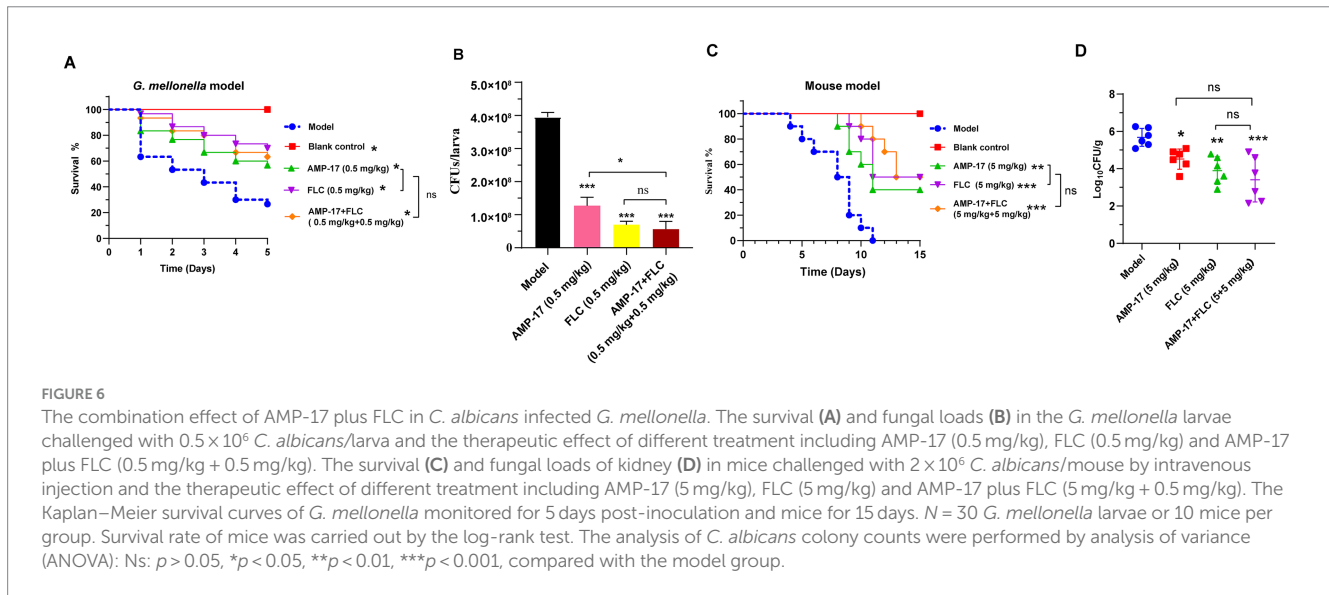 A
G. mellonella model
Survival %
100
80
60
40
20
0
0
1
2
3
4
5
Time (Days)
Model
Blank control *
AMP-17 (0.5 mg/kg) *
FLC (0.5 mg/kg) *
AMP-17+FLC
( 0.5 mg/kg+0.5 mg/kg)
*
ns
B
CFUs/larva
4.0×10⁸
3.0×10⁸
2.0×10⁸
1.0×10⁸
0.0
***
***
***
*
ns
Model
AMP-17 (0.5 mg/kg)
FLC (0.5 mg/kg)
AMP-17+FLC
(0.5 mg/kg+0.5 mg/kg)
C
Mouse model
Survival %
100
80
60
40
20
0
0
5
10
15
Time (Days)
Model
Blank control
AMP-17 (5 mg/kg) **
FLC (5 mg/kg) ***
AMP-17+FLC
(5 mg/kg+5 mg/kg)
***
ns
D
Log₁₀CFU/g
8
6
4
2
0
ns
ns
*
**
***
Model
AMP-17 (5 mg/kg)
FLC (5 mg/kg)
AMP-17+FLC (5+5 mg/kg)
FIGURE 6
The combination effect of AMP-17 plus FLC in C. albicans infected G. mellonella. The survival (A) and fungal loads (B) in the G. mellonella larvae
challenged with 0.5 × 10⁶ C. albicans/larva and the therapeutic effect of different treatment including AMP-17 (0.5 mg/kg), FLC (0.5 mg/kg) and AMP-17
plus FLC (0.5 mg/kg + 0.5 mg/kg). The survival (C) and fungal loads of kidney (D) in mice challenged with 2 × 10⁶ C. albicans/mouse by intravenous
injection and the therapeutic effect of different treatment including AMP-17 (5 mg/kg), FLC (5 mg/kg) and AMP-17 plus FLC (5 mg/kg + 0.5 mg/kg). The
Kaplan–Meier survival curves of G. mellonella monitored for 5 days post-inoculation and mice for 15 days. N = 30 G. mellonella larvae or 10 mice per
group. Survival rate of mice was carried out by the log-rank test. The analysis of C. albicans colony counts were performed by analysis of variance
(ANOVA): Ns: p > 0.05, *p < 0.05, **p < 0.01, ***p < 0.001, compared with the model group.